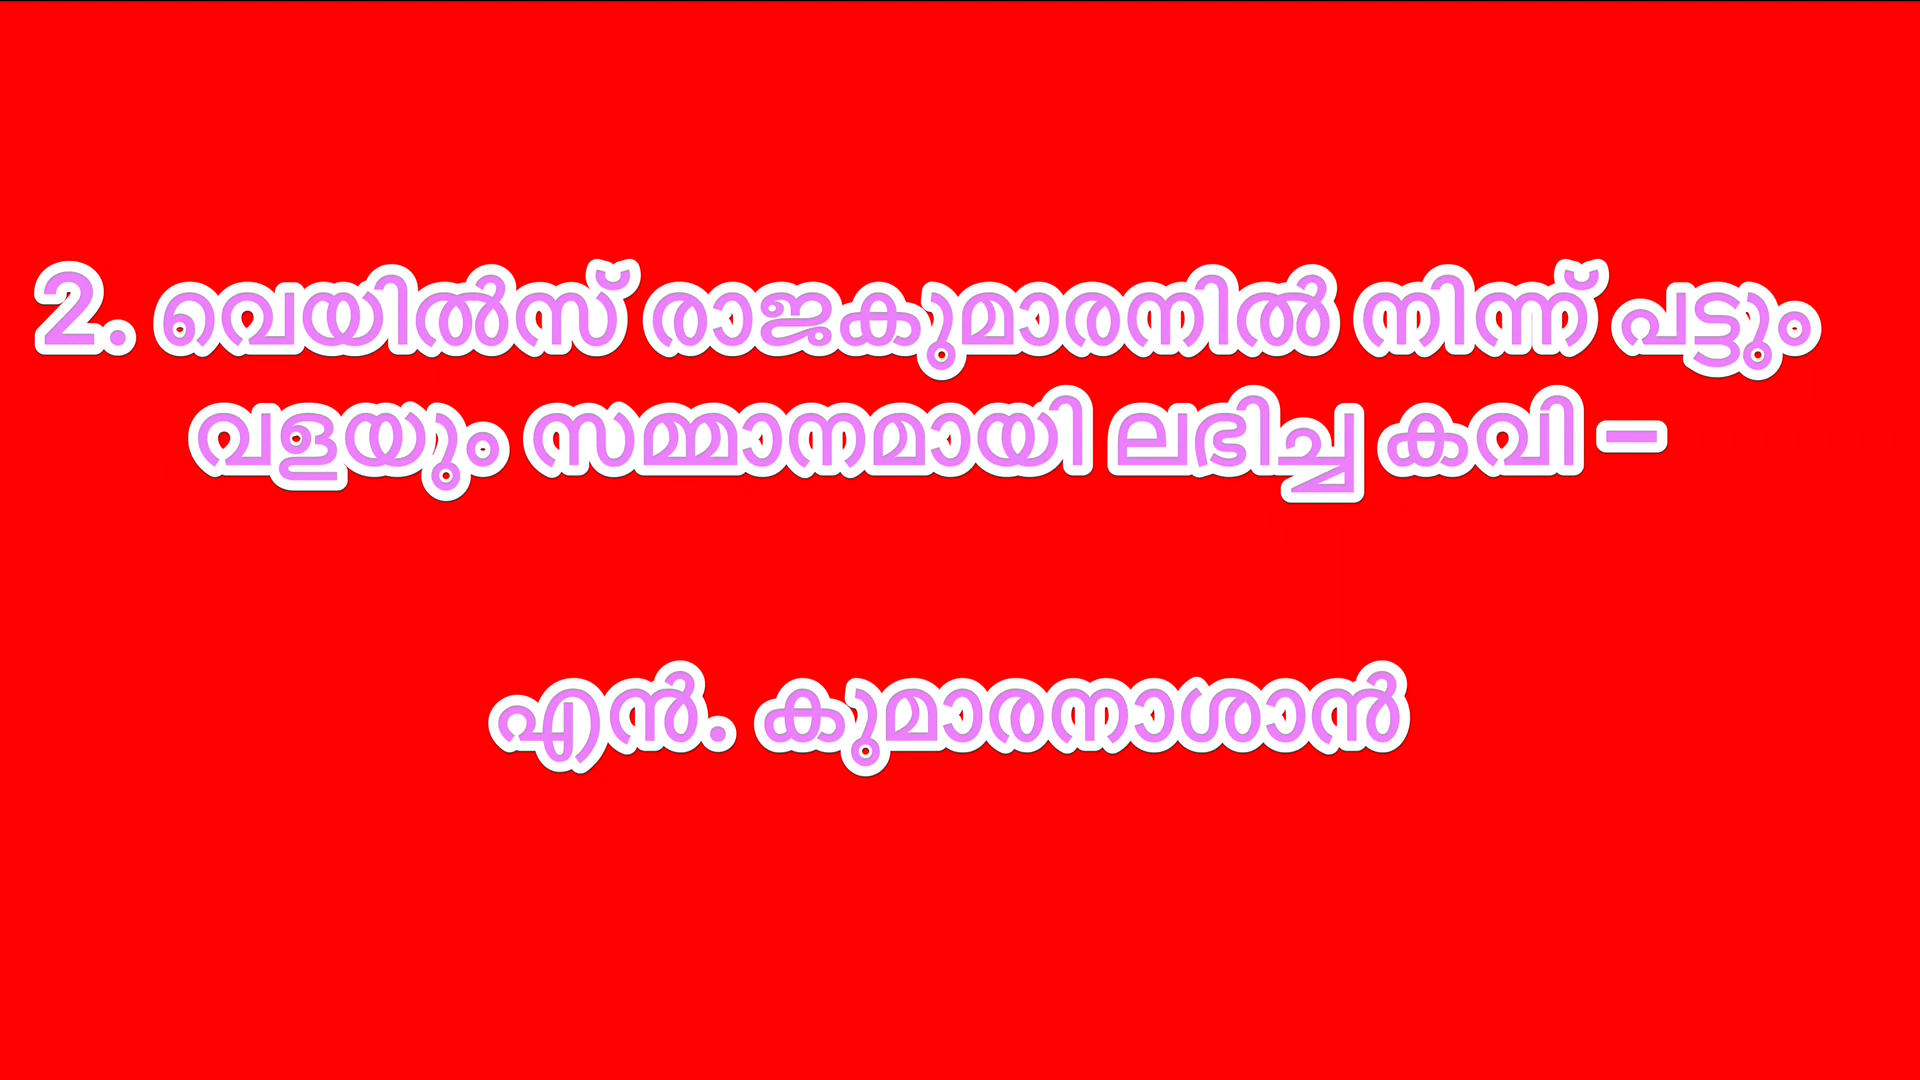 2. വെയിൽസ് രാജകുമാരനിൽ നിന്ന് പട്ടും
വളയും സമ്മാനമായി ലഭിച്ച കവി –
എൻ. കുമാരനാശാൻ